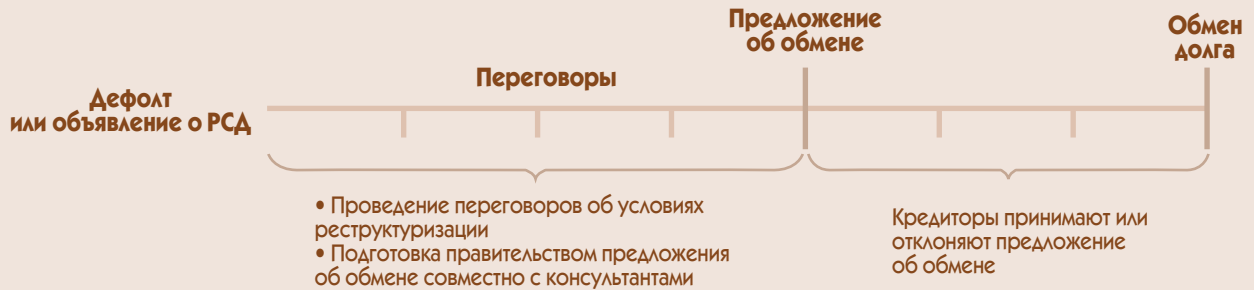 Предложение
об обмене
Обмен
долга
Переговоры
Дефолт
или объявление о РСД
• Проведение переговоров об условиях
реструктуризации
• Подготовка правительством предложения
об обмене совместно с консультантами
Кредиторы принимают или
отклоняют предложение
об обмене